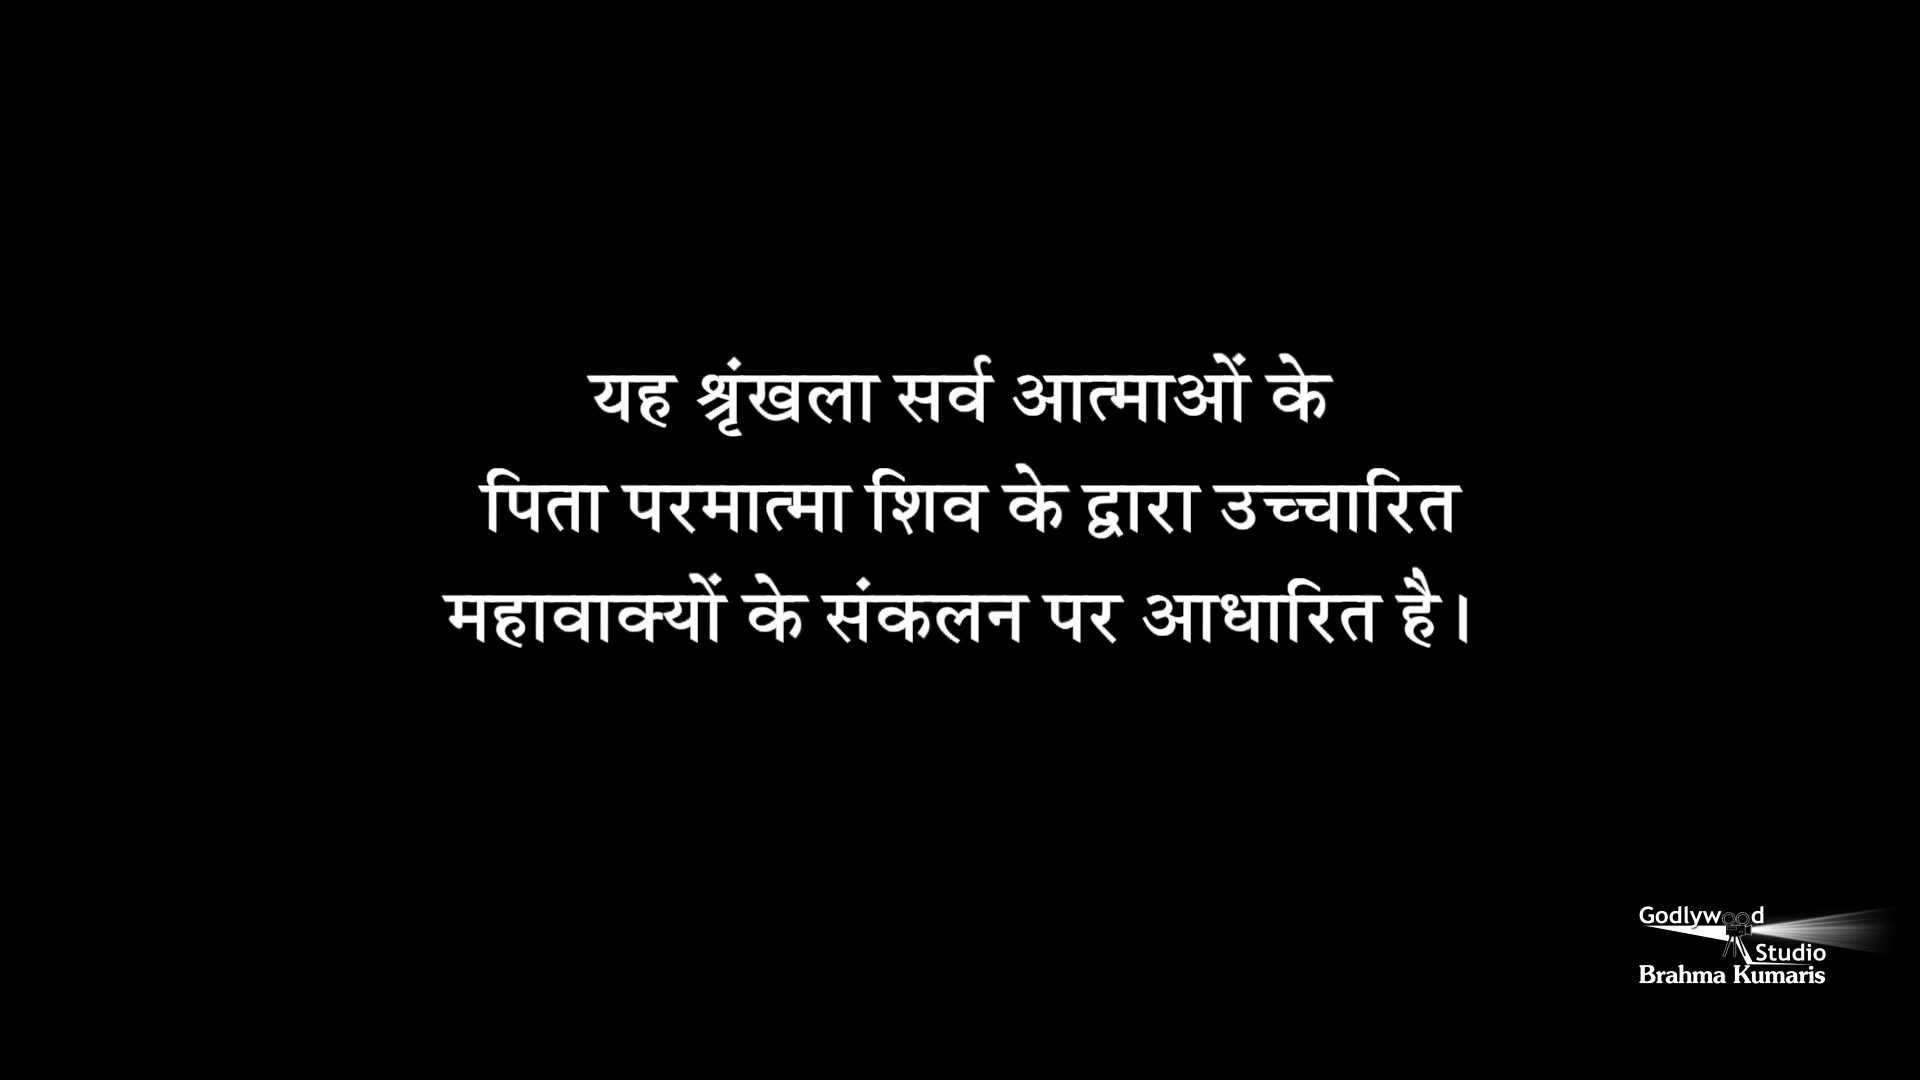 यह श्रृंखला सर्व आत्माओं के
पिता परमात्मा शिव के द्वारा उच्चारित
महावाक्यों के संकलन पर आधारित है।
Godlywood
Studio
Brahma Kumaris